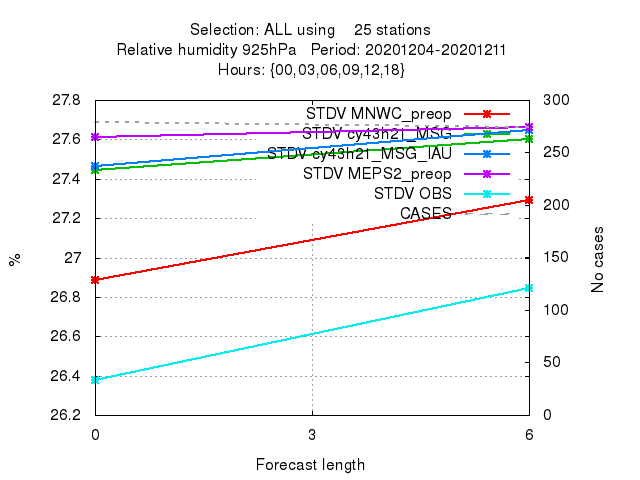 Selection: ALL using 25 stations
Relative humidity 925hPa Period: 20201204-20201211
Hours: {00,03,06,09,12,18}
27.8
27.6
27.4
27.2
27
26.8
26.6
26.4
26.2
%
STDV MNWC_preop
STDV cy43h21_MSG
STDV cy43h21_MSG_IAU
STDV MEPS2_preop
STDV OBS
CASES
300
250
200
150
100
50
0
No cases
0 3 6
Forecast length